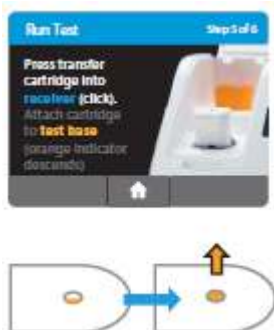 Run Test
Step 5 of 6
Press transfer
cartridge into
receiver (click).
Attach cartridge
to test base
(orange indicator
descends)